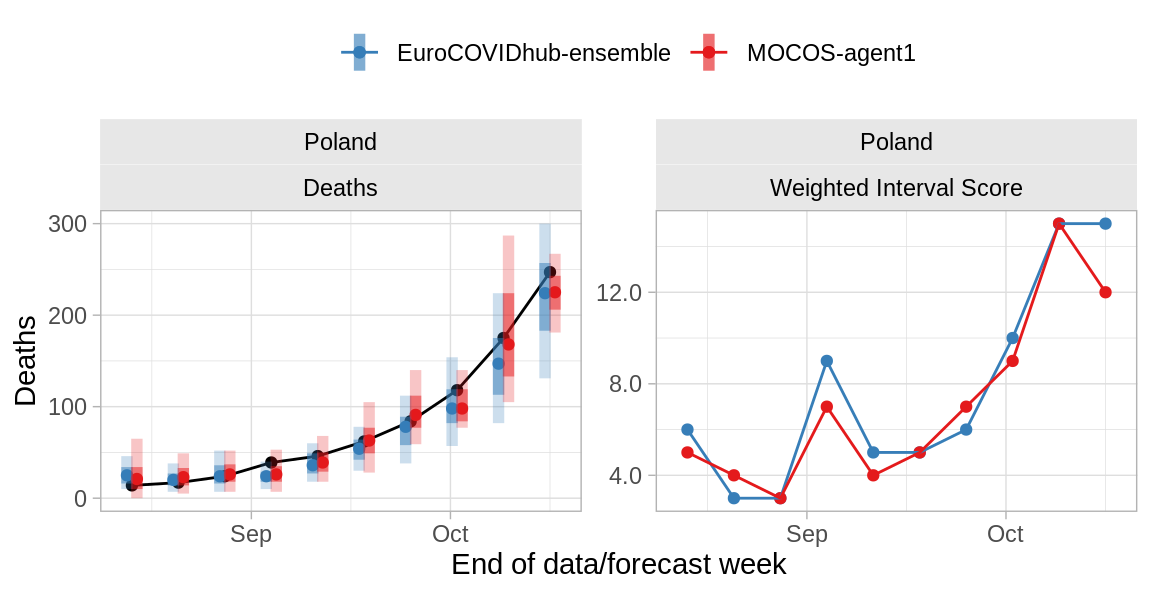 EuroCOVIDhub-ensemble MOCOS-agent1
Poland
Deaths
300
200
100
0
Deaths
Sep Oct
Poland
Weighted Interval Score
12.0
8.0
4.0
Sep Oct
End of data/forecast week